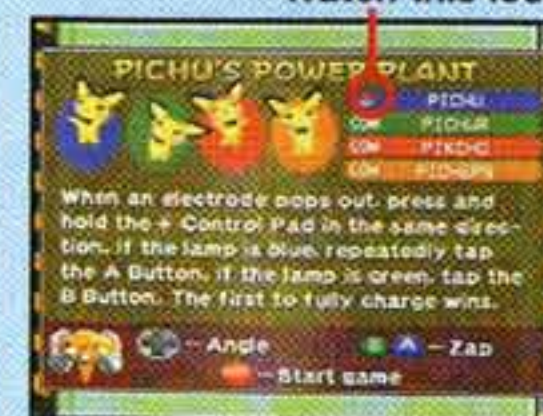 PICHU'S POWER PLANT
PICHU
COM PICHUR
COM PIKCHU
COM
When an electrode pops out, press and
hold the + Control Pad in the same direc-
tion. If the lamp is blue, repeatedly tap
the A Button. If the lamp is green, tap the
B Button. The first to fully charge wins.
– Angle
B A – Zap
– Start game